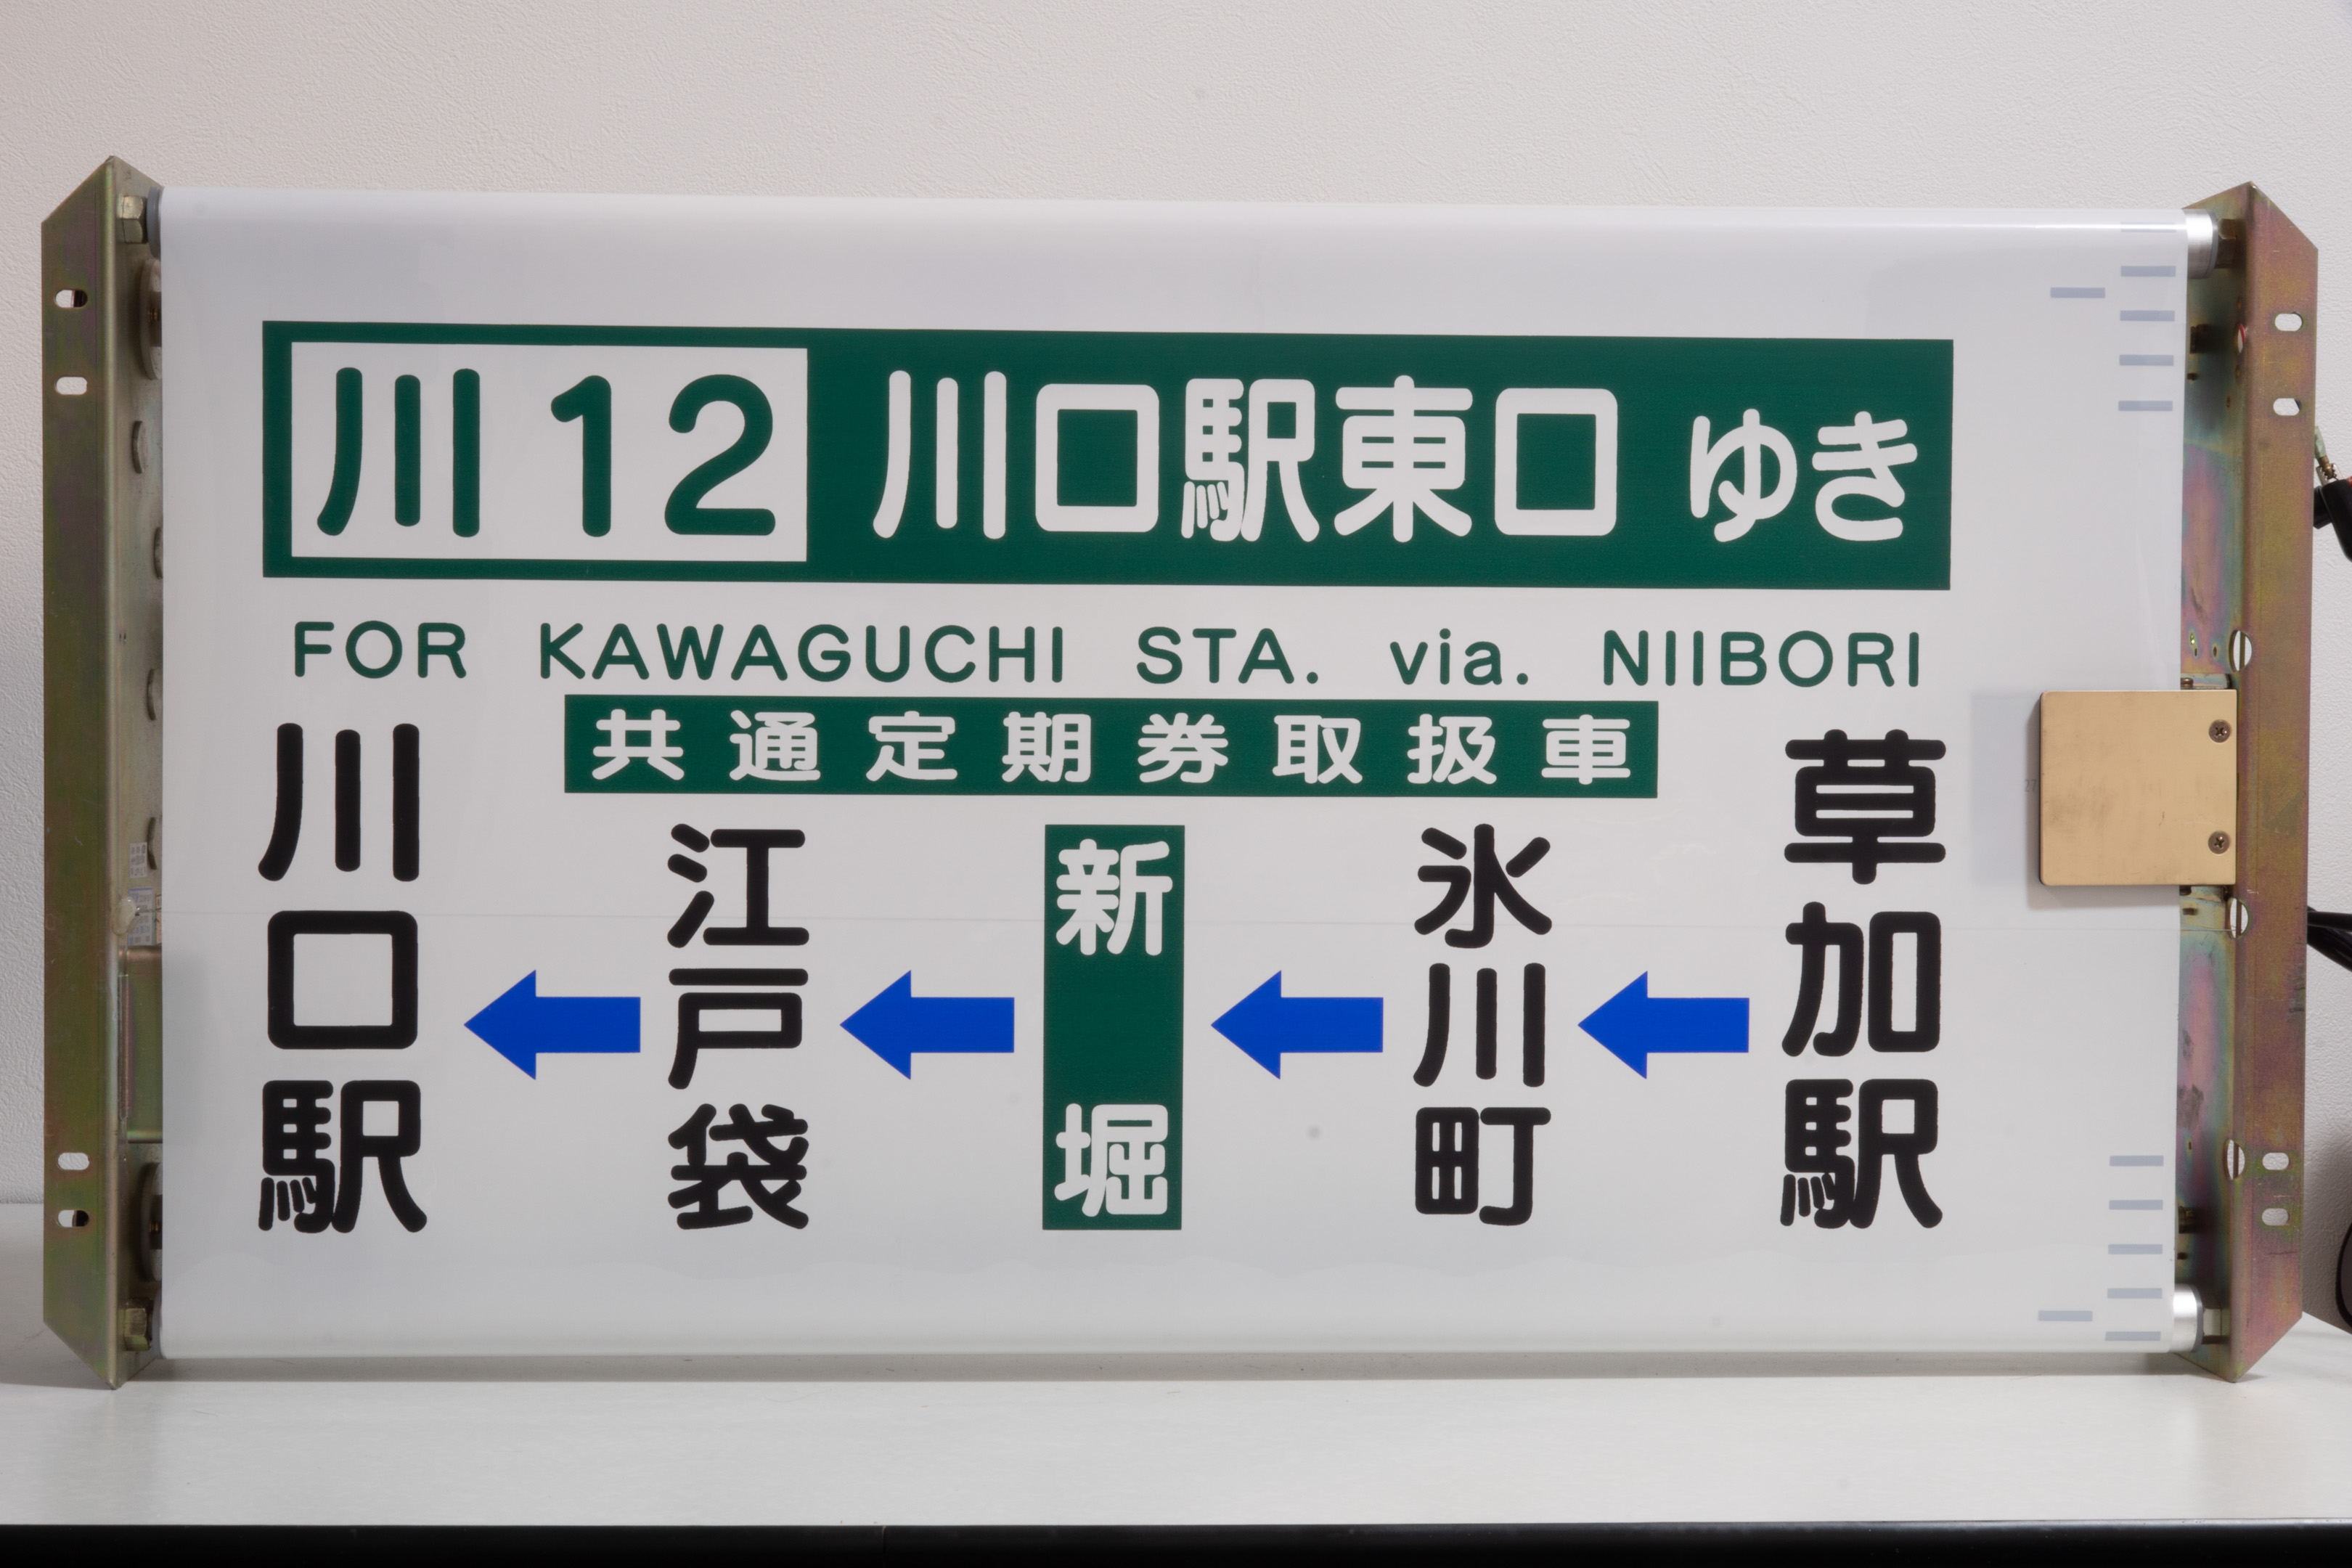 川12 川口駅東口 ゆき
FOR KAWAGUCHI STA. via. NIIBORI
共通定期券取扱車
草加駅
氷川町
新堀
江戸袋
川口駅